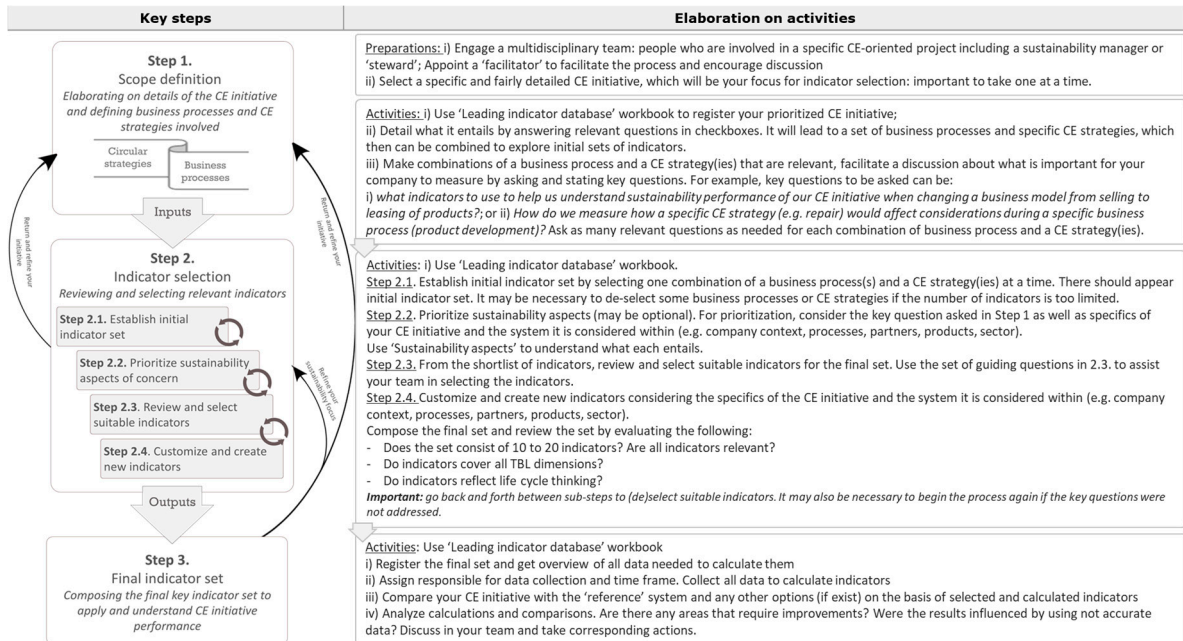 Key steps
Elaboration on activities
Step 1.
Scope definition
Elaborating on details of the CE initiative
and defining business processes and CE
strategies involved
Circular
strategies
Business
processes
Inputs
Return and refine your
initiative
Return and refine your
initiative
Step 2.
Indicator selection
Reviewing and selecting relevant indicators
Step 2.1. Establish initial
indicator set
Step 2.2. Prioritize sustainability
aspects of concern
Step 2.3. Review and select
suitable indicators
Step 2.4. Customize and create
new indicators
Refine your
sustainability focus
Outputs
Step 3.
Final indicator set
Composing the final key indicator set to
apply and understand CE initiative
performance
Preparations: i) Engage a multidisciplinary team: people who are involved in a specific CE-oriented project including a sustainability manager or
‘steward’; Appoint a ‘facilitator’ to facilitate the process and encourage discussion
ii) Select a specific and fairly detailed CE initiative, which will be your focus for indicator selection: important to take one at a time.
Activities: i) Use ‘Leading indicator database’ workbook to register your prioritized CE initiative;
ii) Detail what it entails by answering relevant questions in checkboxes. It will lead to a set of business processes and specific CE strategies, which
then can be combined to explore initial sets of indicators.
iii) Make combinations of a business process and a CE strategy(ies) that are relevant, facilitate a discussion about what is important for your
company to measure by asking and stating key questions. For example, key questions to be asked can be:
i) what indicators to use to help us understand sustainability performance of our CE initiative when changing a business model from selling to
leasing of products?; or ii) How do we measure how a specific CE strategy (e.g. repair) would affect considerations during a specific business
process (product development)? Ask as many relevant questions as needed for each combination of business process and a CE strategy(ies).
Activities: i) Use ‘Leading indicator database’ workbook.
Step 2.1. Establish initial indicator set by selecting one combination of a business process(s) and a CE strategy(ies) at a time. There should appear
initial indicator set. It may be necessary to de-select some business processes or CE strategies if the number of indicators is too limited.
Step 2.2. Prioritize sustainability aspects (may be optional). For prioritization, consider the key question asked in Step 1 as well as specifics of
your CE initiative and the system it is considered within (e.g. company context, processes, partners, products, sector).
Use ‘Sustainability aspects’ to understand what each entails.
Step 2.3. From the shortlist of indicators, review and select suitable indicators for the final set. Use the set of guiding questions in 2.3. to assist
your team in selecting the indicators.
Step 2.4. Customize and create new indicators considering the specifics of the CE initiative and the system it is considered within (e.g. company
context, processes, partners, products, sector).
Compose the final set and review the set by evaluating the following:
- Does the set consist of 10 to 20 indicators? Are all indicators relevant?
- Do indicators cover all TBL dimensions?
- Do indicators reflect life cycle thinking?
Important: go back and forth between sub-steps to (de)select suitable indicators. It may also be necessary to begin the process again if the key questions were
not addressed.
Activities: Use ‘Leading indicator database’ workbook
i) Register the final set and get overview of all data needed to calculate them
ii) Assign responsible for data collection and time frame. Collect all data to calculate indicators
iii) Compare your CE initiative with the ‘reference’ system and any other options (if exist) on the basis of selected and calculated indicators
iv) Analyze calculations and comparisons. Are there any areas that require improvements? Were the results influenced by using not accurate
data? Discuss in your team and take corresponding actions.